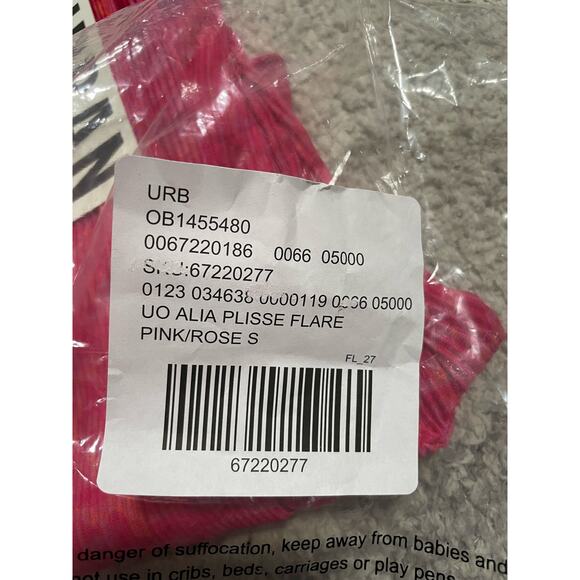 URB
OB1455480
0067220186 0066 05000
SKU:67220277
0123 034638 0000119 0066 05000
UO ALIA PLISSE FLARE
PINK/ROSE S
FL_27
67220277
danger of suffocation, keep away from babies and
not use in cribs, beds, carriages or play pens